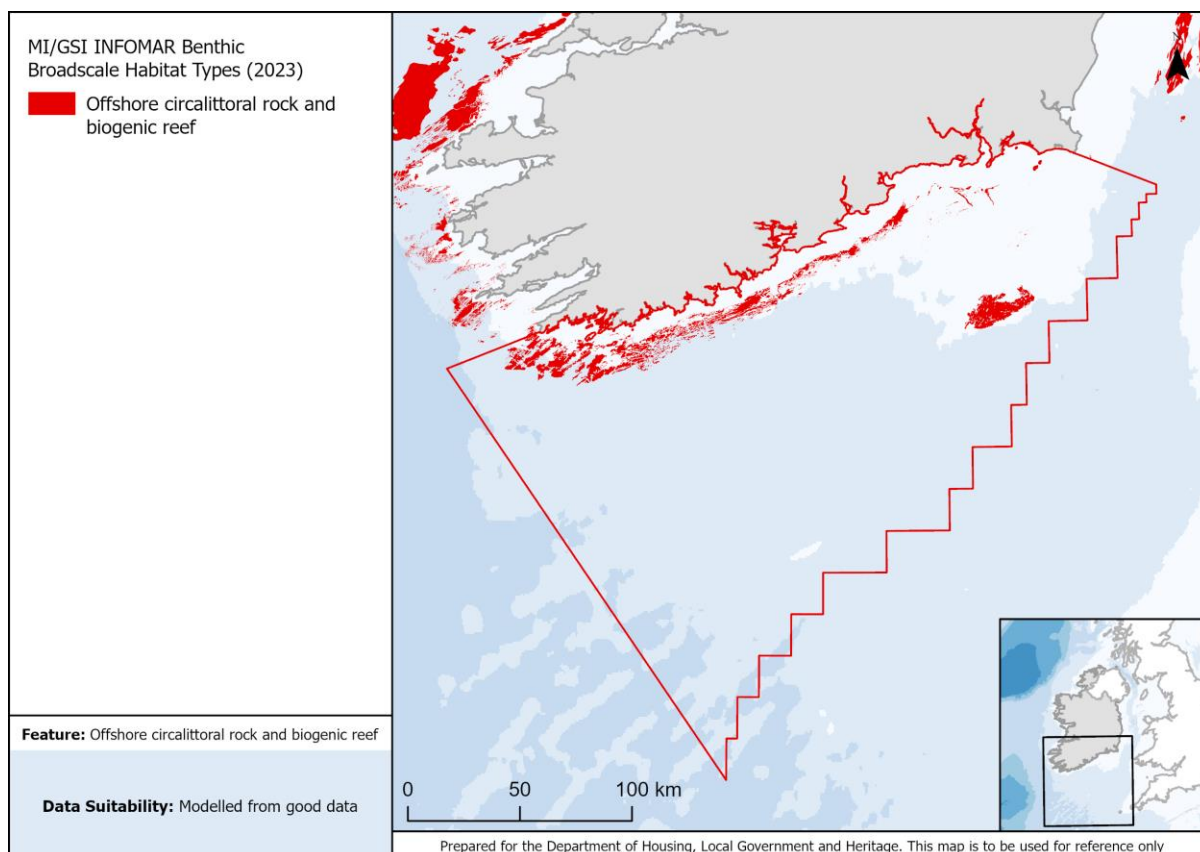 MI/GSI INFOMAR Benthic
Broadscale Habitat Types (2023)
Offshore circalittoral rock and
biogenic reef
Feature: Offshore circalittoral rock and biogenic reef
Data Suitability: Modelled from good data
0 50 100 km
Prepared for the Department of Housing, Local Government and Heritage. This map is to be used for reference only